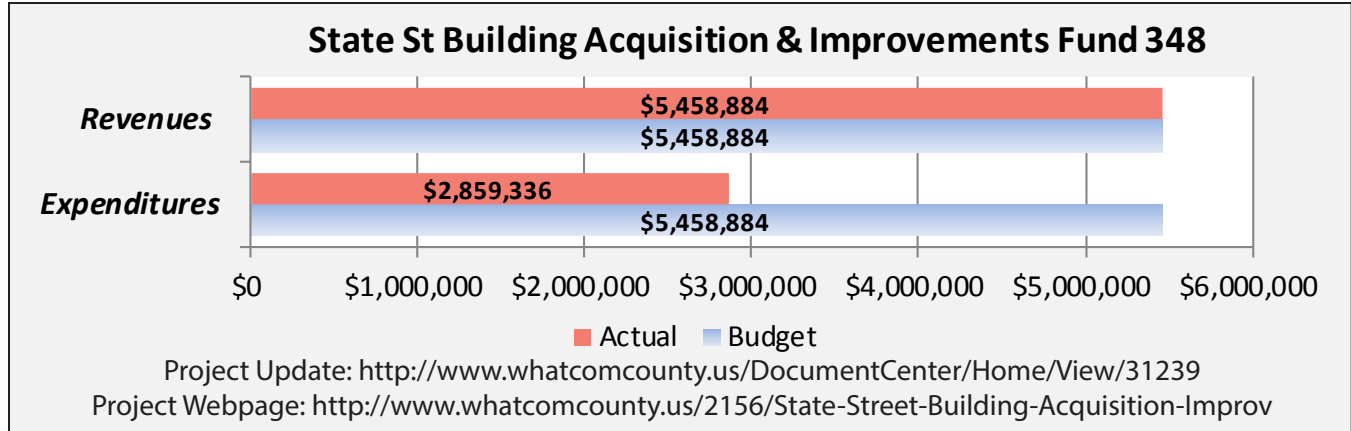 State St Building Acquisition & Improvements Fund 348
Revenues
$5,458,884
$5,458,884
Expenditures
$2,859,336
$5,458,884
$0 $1,000,000 $2,000,000 $3,000,000 $4,000,000 $5,000,000 $6,000,000
Actual Budget
Project Update: http://www.whatcomcounty.us/DocumentCenter/Home/View/31239
Project Webpage: http://www.whatcomcounty.us/2156/State-Street-Building-Acquisition-Improv